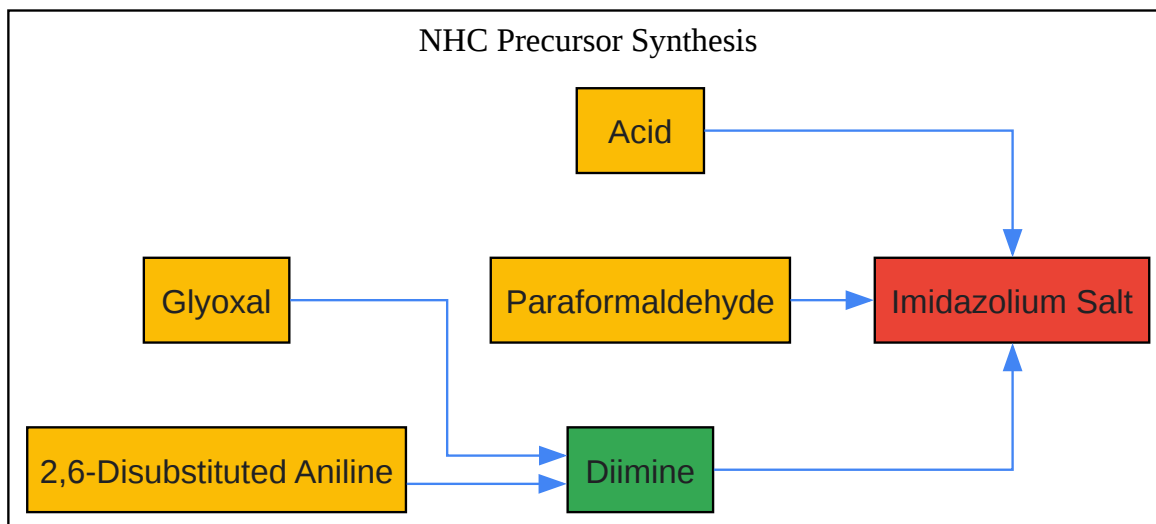 NHC Precursor Synthesis
Acid
Glyoxal
Paraformaldehyde
Imidazolium Salt
2,6-Disubstituted Aniline
Diimine